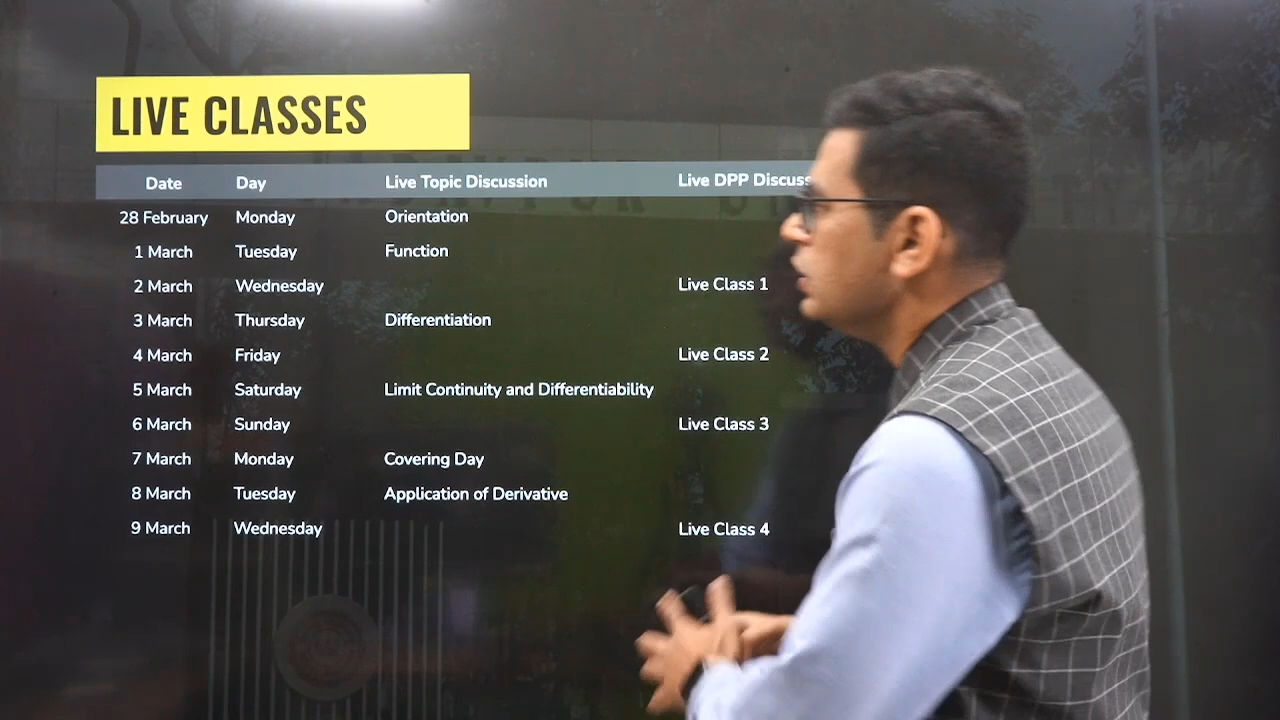 LIVE CLASSES
Date Day Live Topic Discussion Live DPP
28 February Monday Orientation
1 March Tuesday Function
2 March Wednesday Live Class 1
3 March Thursday Differentiation
4 March Friday Live Class 2
5 March Saturday Limit Continuity and Differentiability
6 March Sunday Live Class 3
7 March Monday Covering Day
8 March Tuesday Application of Derivative
9 March Wednesday Live Class 4